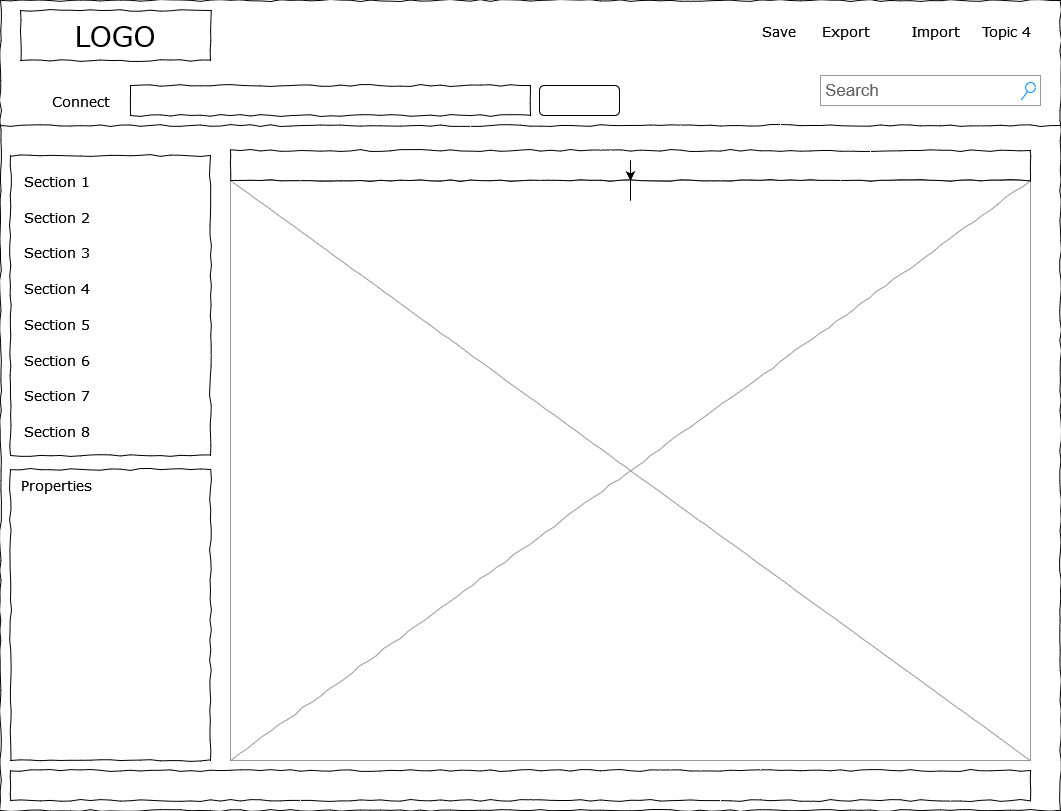 LOGO
Save Export Import Topic 4
Connect
Search
Section 1
Section 2
Section 3
Section 4
Section 5
Section 6
Section 7
Section 8
Properties